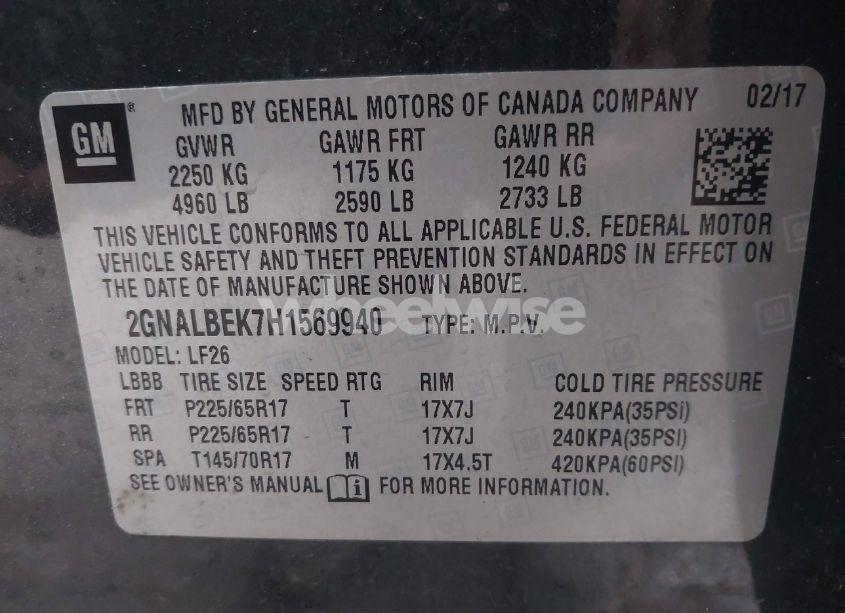 GM ® MFD BY GENERAL MOTORS OF CANADA COMPANY 02/17
GVWR GAWR FRT GAWR RR
2250 KG 1175 KG 1240 KG
4960 LB 2590 LB 2733 LB
THIS VEHICLE CONFORMS TO ALL APPLICABLE U.S. FEDERAL MOTOR
VEHICLE SAFETY AND THEFT PREVENTION STANDARDS IN EFFECT ON
THE DATE OF MANUFACTURE SHOWN ABOVE.
wheelwise
2GNALBEK7H1569940 TYPE: M.P.V.
MODEL: LF26
LBBB TIRE SIZE SPEED RTG RIM COLD TIRE PRESSURE
FRT P225/65R17 T 17X7J 240KPA(35PSI)
RR P225/65R17 T 17X7J 240KPA(35PSI)
SPA T145/70R17 M 17X4.5T 420KPA(60PSI)
SEE OWNER'S MANUAL i FOR MORE INFORMATION.